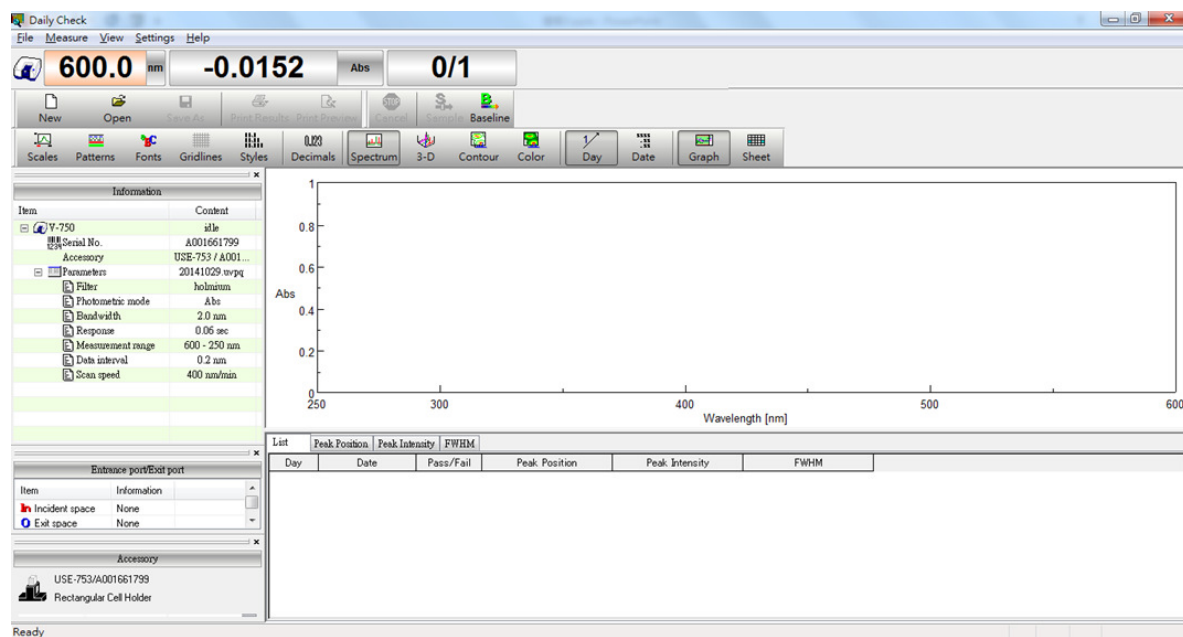 Daily Check
File Measure View Settings Help
600.0 nm -0.0152 Abs 0/1
New Open Save As Print Results Print Preview Cancel Sample Baseline
Scales Patterns Fonts Gridlines Styles Decimals Spectrum 3-D Contour Color Day Date Graph Sheet
Information
Item Content
V-750 idle
Serial No. A001661799
Accessory USE-753 / A001...
Parameters 20141029.uvpq
Filter holmium
Photometric mode Abs
Bandwidth 2.0 nm
Response 0.06 sec
Measurement range 600 - 250 nm
Data interval 0.2 nm
Scan speed 400 nm/min
Entrance port/Exit port
Item Information
In Incident space None
O Exit space None
Accessory
USE-753/A001661799
Rectangular Cell Holder
1
0.8
0.6
Abs
0.4
0.2
0
250 300 400 500 600
Wavelength [nm]
List Peak Position Peak Intensity FWHM
Day Date Pass/Fail Peak Position Peak Intensity FWHM
Ready